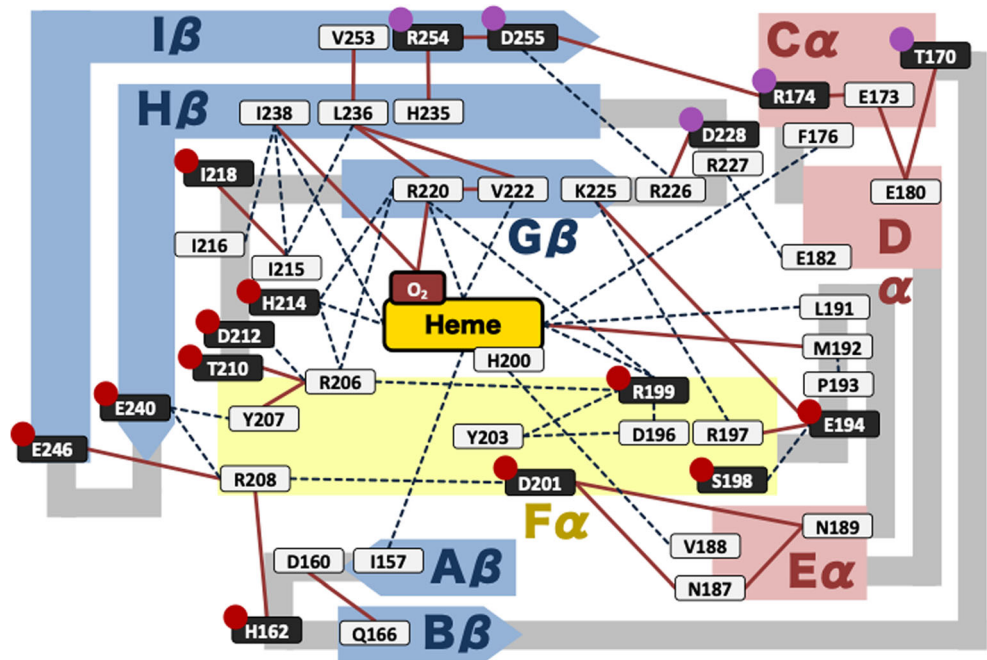 Iβ
V253
R254
D255
Cα
T170
R174
E173
Hβ
I238
L236
H235
D228
F176
R227
I218
R220
V222
K225
R226
E180
I216
Gβ
D
α
E182
I215
O2
H214
Heme
L191
D212
M192
H200
T210
R206
P193
R199
E240
Y207
E194
Y203
D196
R197
E246
R208
D201
S198
Fα
N189
V188
Eα
D160
I157
Aβ
N187
H162
Q166
Bβ